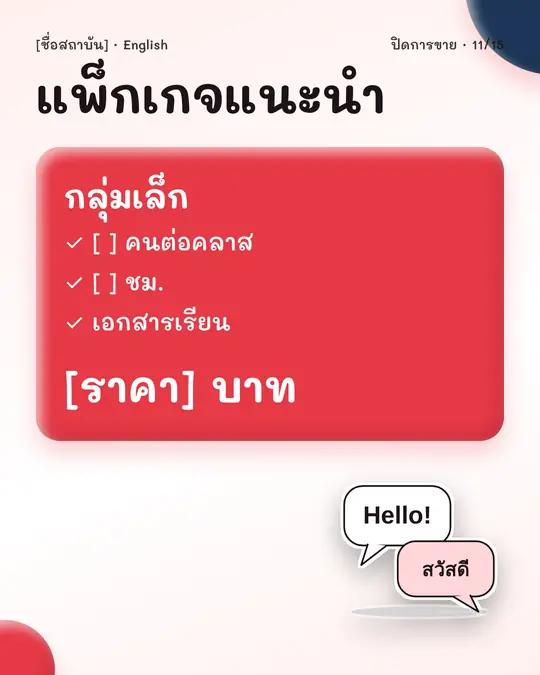 [ชื่อสถาบัน] · English
ปิดการขาย · 11/15
แพ็กเกจแนะนำ
กลุ่มเล็ก
✓ [ ] คนต่อคลาส
✓ [ ] ชม.
✓ เอกสารเรียน
[ราคา] บาท
Hello!
สวัสดี